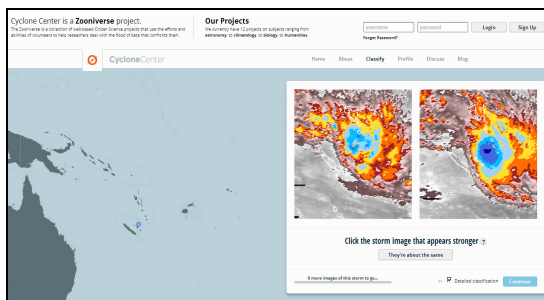 Cyclone Center is a Zooniverse project.
The Zooniverse is a collection of web-based Citizen Science projects that use the efforts and
abilities of volunteers to help researchers deal with the flood of data that confronts them.
Our Projects
We currently have 12 projects on subjects ranging from
astronomy, to climatology, to biology, to humanities.
username
password
Login
Sign Up
Forgot Password?
CycloneCenter
Home About Classify Profile Discuss Blog
Click the storm image that appears stronger ?
They're about the same
6 more images of this storm to go...
Detailed classification
Continue